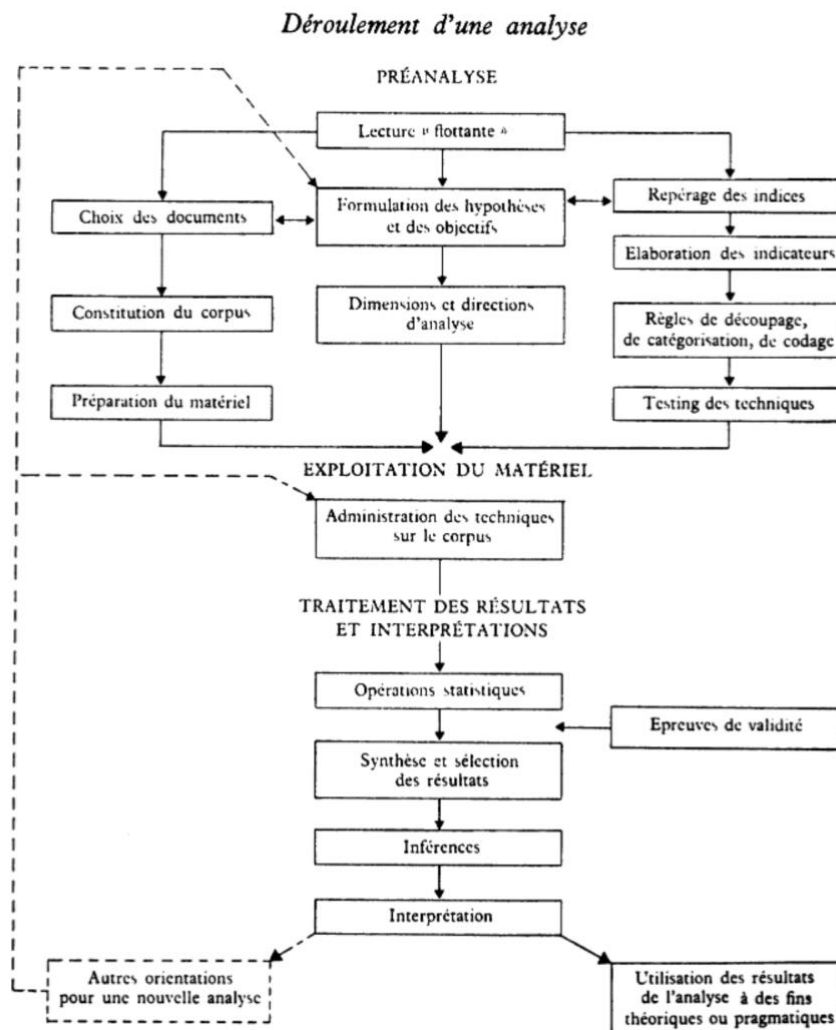 Déroulement d'une analyse
PRÉANALYSE
Lecture « flottante »
Choix des documents
Formulation des hypothèses
et des objectifs
Repérage des indices
Elaboration des indicateurs
Constitution du corpus
Dimensions et directions
d'analyse
Règles de découpage,
de catégorisation, de codage
Préparation du matériel
Testing des techniques
EXPLOITATION DU MATÉRIEL
Administration des techniques
sur le corpus
TRAITEMENT DES RÉSULTATS
ET INTERPRÉTATIONS
Opérations statistiques
Epreuves de validité
Synthèse et sélection
des résultats
Inférences
Interprétation
Autres orientations
pour une nouvelle analyse
Utilisation des résultats
de l'analyse à des fins
théoriques ou pragmatiques